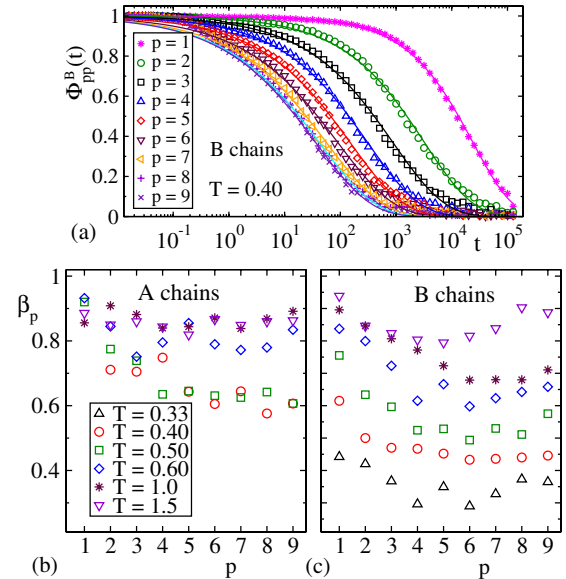 1
0.8
0.6
0.4
0.2
0
Φ^B_pp(t)
p = 1
p = 2
p = 3
p = 4
p = 5
p = 6
p = 7
p = 8
p = 9
B chains
T = 0.40
(a)
10^-1 10^0 10^1 10^2 10^3 10^4 t 10^5
1
β_p
0.8
0.6
0.4
A chains
B chains
T = 0.33
T = 0.40
T = 0.50
T = 0.60
T = 1.0
T = 1.5
1 2 3 4 5 6 7 8 9
1 2 3 4 5 6 7 8 9
(b) p (c) p